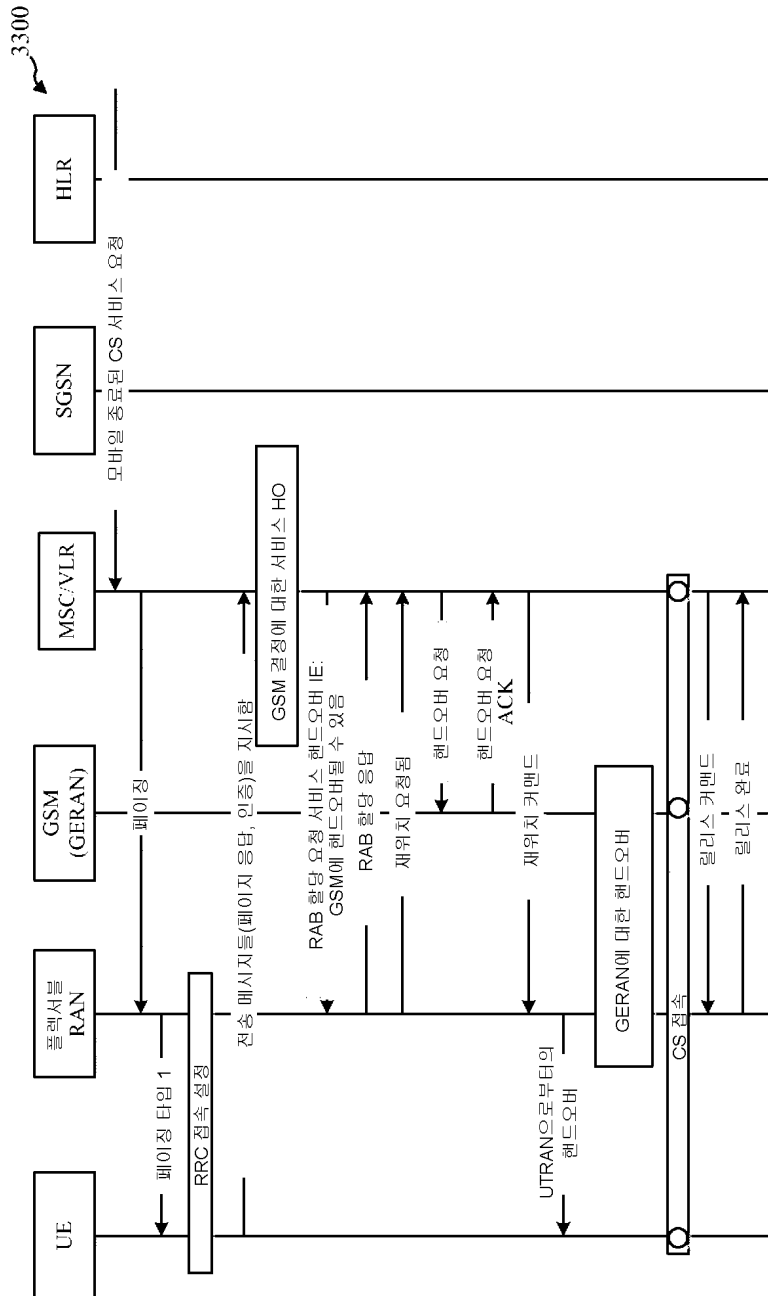 3300
UE
플렉서블
RAN
GSM
(GERAN)
MSC/VLR
SGSN
HLR
모바일 종료된 CS 서비스 요청
페이징
페이징 타입 1
RRC 접속 설정
전송 메시지들(페이지 응답, 인증)을 지시함
GSM 결정에 대한 서비스 HO
RAB 할당 요청 서비스 핸드오버 IE:
GSM에 핸드오버될 수 있음
RAB 할당 응답
재위치 요청됨
핸드오버 요청
핸드오버 요청
ACK
재위치 커맨드
UTRAN으로부터의
핸드오버
GERAN에 대한 핸드오버
CS 접속
릴리스 커맨드
릴리스 완료